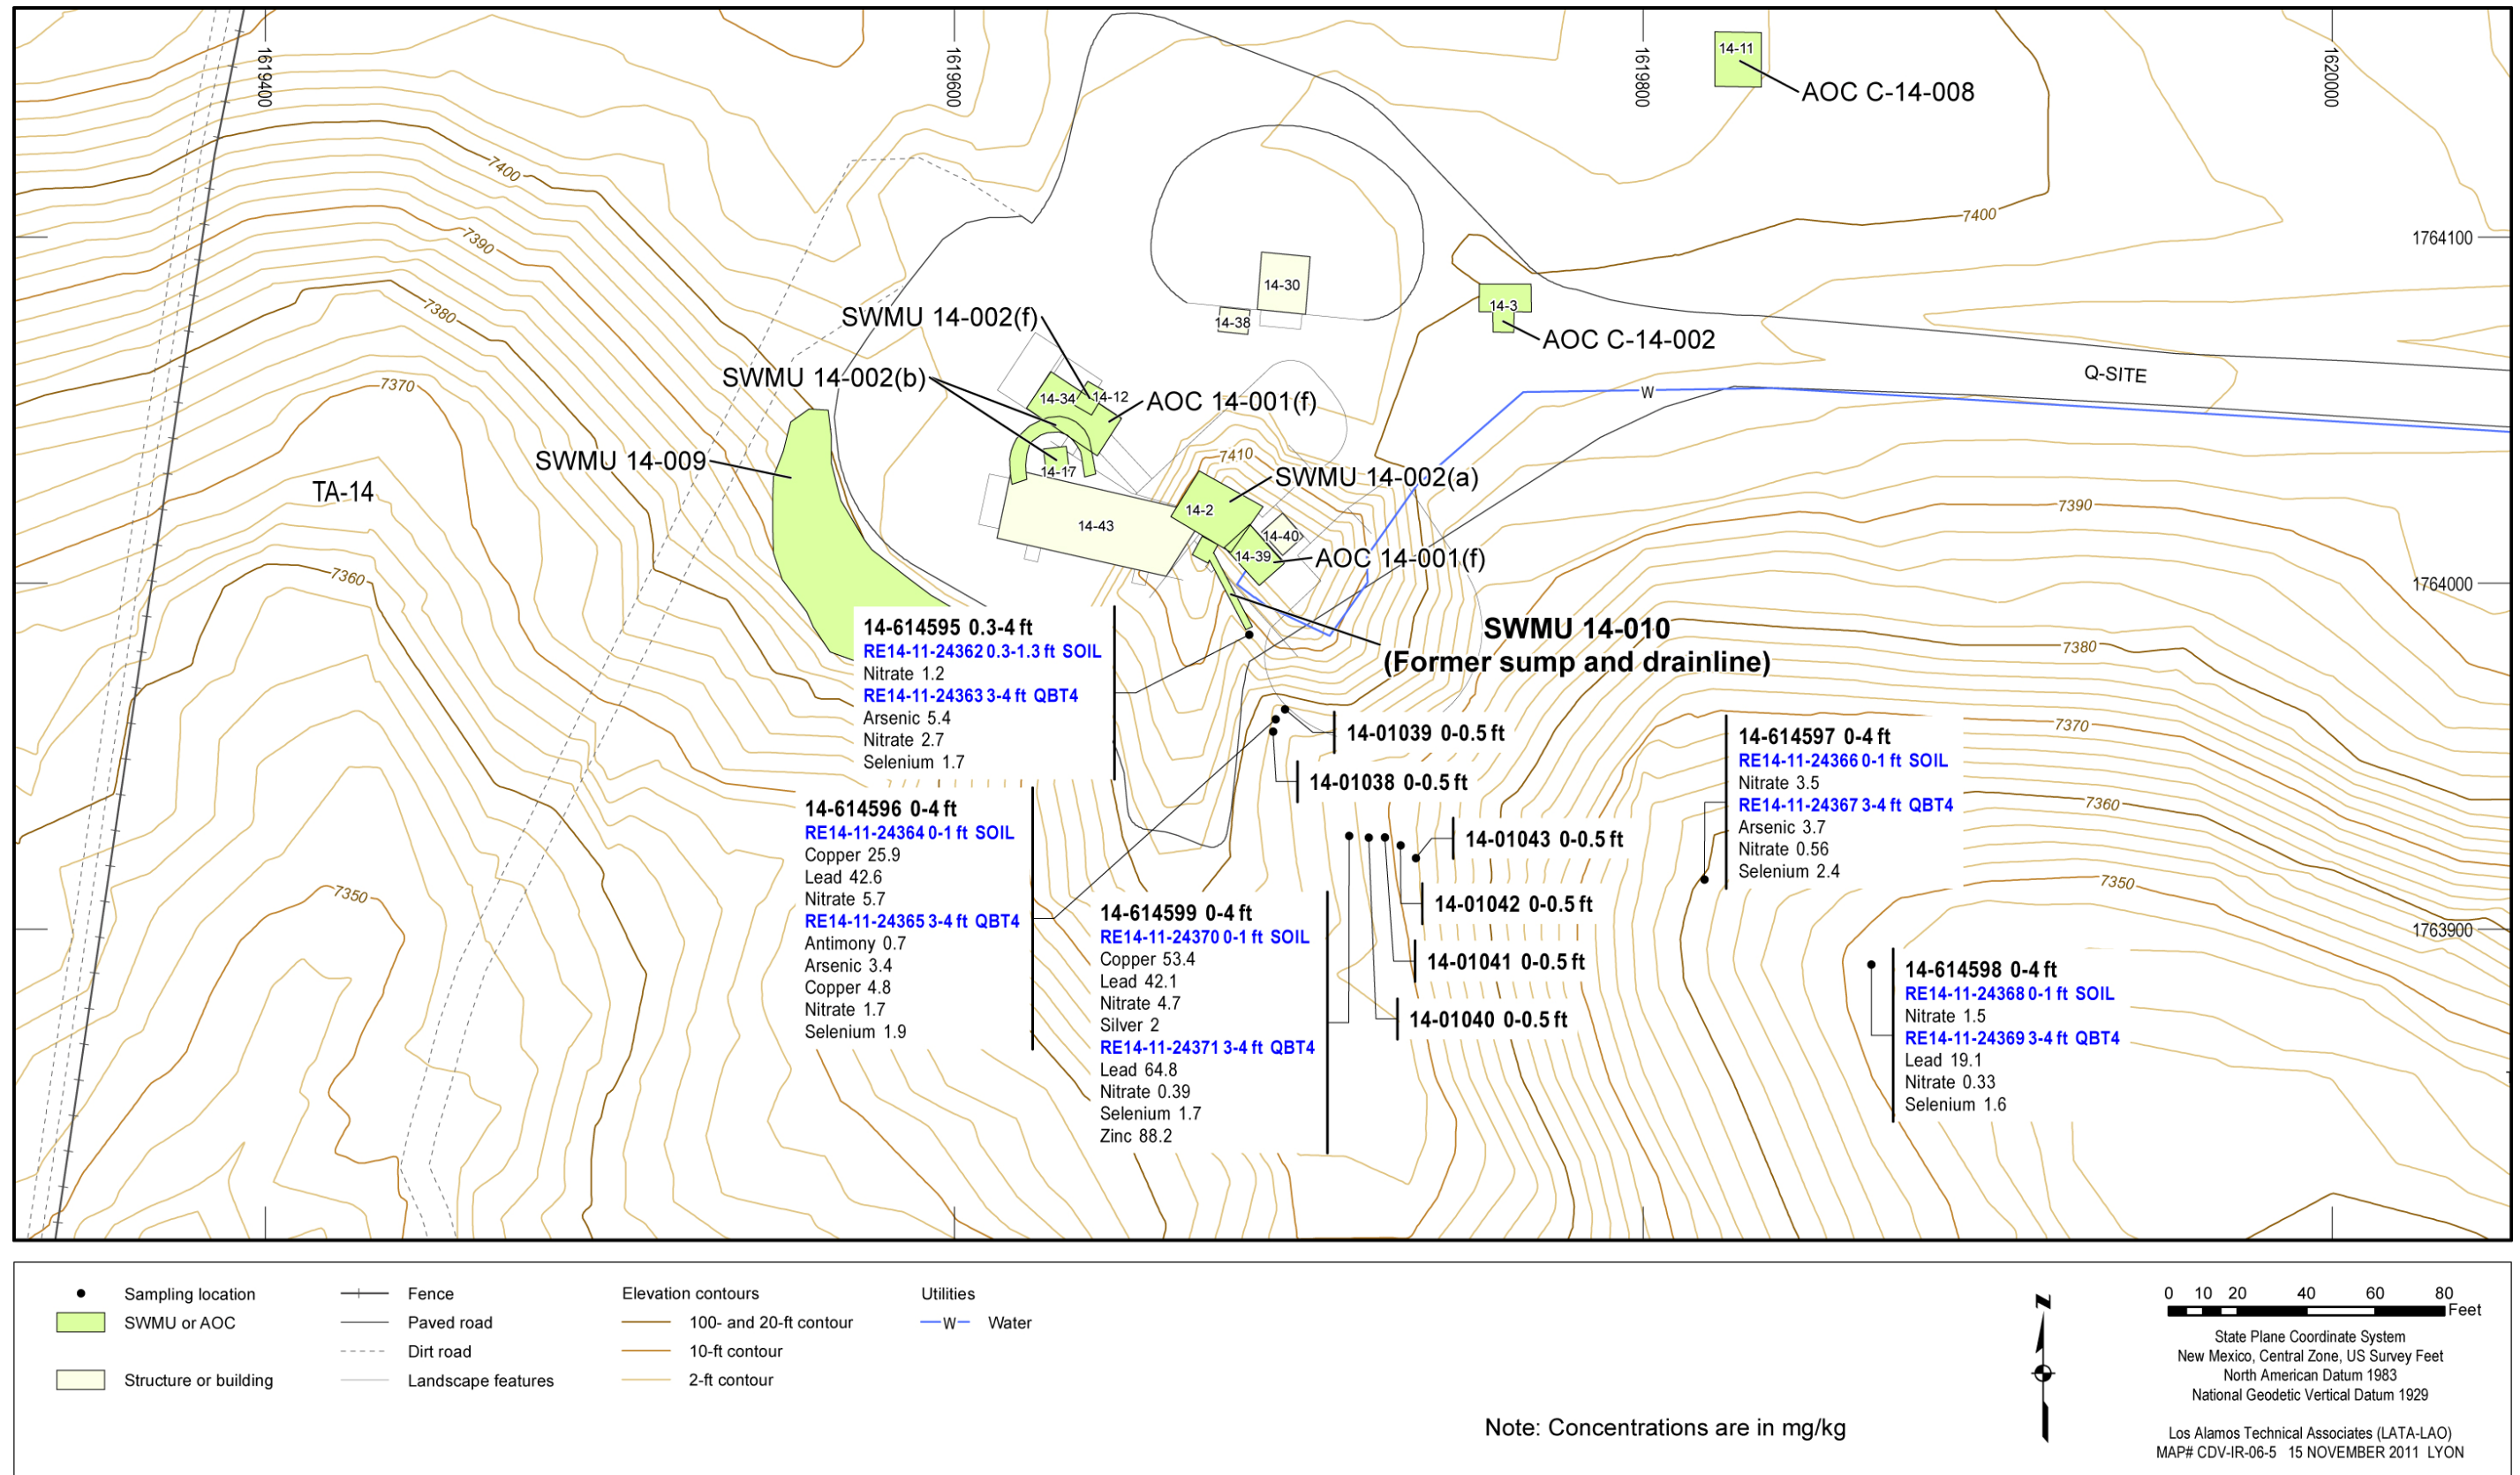 1619400
1619600
1619800
1620000
14-11
AOC C-14-008
7400
7400
7390
1764100
7380
14-30
14-38
14-3
AOC C-14-002
SWMU 14-002(f)
SWMU 14-002(b)
14-34
14-12
AOC 14-001(f)
Q-SITE
W
7370
14-17
SWMU 14-009
TA-14
7410
SWMU 14-002(a)
14-2
14-43
14-40
14-39
AOC 14-001(f)
7390
7360
1764000
SWMU 14-010
(Former sump and drainline)
7380
14-614595 0.3-4 ft
RE14-11-24362 0.3-1.3 ft SOIL
Nitrate 1.2
RE14-11-24363 3-4 ft QBT4
Arsenic 5.4
Nitrate 2.7
Selenium 1.7
14-01039 0-0.5 ft
14-01038 0-0.5 ft
7370
14-614597 0-4 ft
RE14-11-24366 0-1 ft SOIL
Nitrate 3.5
RE14-11-24367 3-4 ft QBT4
Arsenic 3.7
Nitrate 0.56
Selenium 2.4
7360
7350
14-614596 0-4 ft
RE14-11-24364 0-1 ft SOIL
Copper 25.9
Lead 42.6
Nitrate 5.7
RE14-11-24365 3-4 ft QBT4
Antimony 0.7
Arsenic 3.4
Copper 4.8
Nitrate 1.7
Selenium 1.9
7350
14-01043 0-0.5 ft
14-01042 0-0.5 ft
14-01041 0-0.5 ft
14-01040 0-0.5 ft
1763900
14-614599 0-4 ft
RE14-11-24370 0-1 ft SOIL
Copper 53.4
Lead 42.1
Nitrate 4.7
Silver 2
RE14-11-24371 3-4 ft QBT4
Lead 64.8
Nitrate 0.39
Selenium 1.7
Zinc 88.2
14-614598 0-4 ft
RE14-11-24368 0-1 ft SOIL
Nitrate 1.5
RE14-11-24369 3-4 ft QBT4
Lead 19.1
Nitrate 0.33
Selenium 1.6
Sampling location
SWMU or AOC
Structure or building
Fence
Paved road
Dirt road
Landscape features
Elevation contours
100- and 20-ft contour
10-ft contour
2-ft contour
Utilities
W Water
Note: Concentrations are in mg/kg
N
0 10 20 40 60 80
Feet
State Plane Coordinate System
New Mexico, Central Zone, US Survey Feet
North American Datum 1983
National Geodetic Vertical Datum 1929
Los Alamos Technical Associates (LATA-LAO)
MAP# CDV-IR-06-5 15 NOVEMBER 2011 LYON